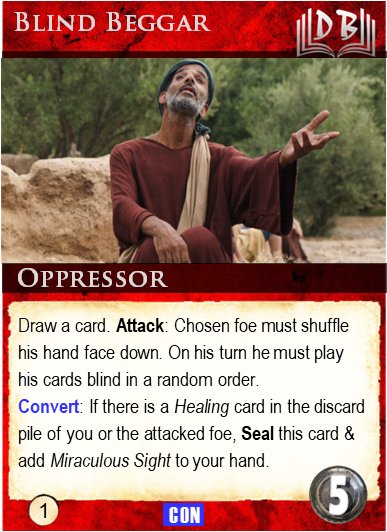 Blind Beggar
DB
Oppressor
Draw a card. Attack: Chosen foe must shuffle
his hand face down. On his turn he must play
his cards blind in a random order.
Convert: If there is a Healing card in the discard
pile of you or the attacked foe, Seal this card &
add Miraculous Sight to your hand.
1
CON
5